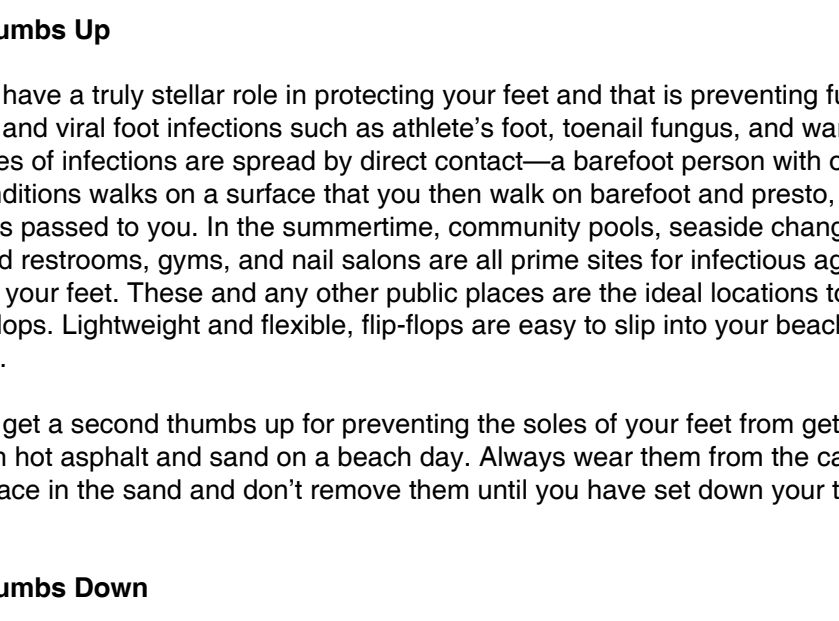 umbs Up
have a truly stellar role in protecting your feet and that is preventing
and viral foot infections such as athlete’s foot, toenail fungus, and
es of infections are spread by direct contact—a barefoot person with
nditions walks on a surface that you then walk on barefoot and presto,
s passed to you. In the summertime, community pools, seaside chang
d restrooms, gyms, and nail salons are all prime sites for infectious ag
your feet. These and any other public places are the ideal locations to
lops. Lightweight and flexible, flip-flops are easy to slip into your beach
.
get a second thumbs up for preventing the soles of your feet from get
n hot asphalt and sand on a beach day. Always wear them from the ca
ace in the sand and don’t remove them until you have set down your t
umbs Down